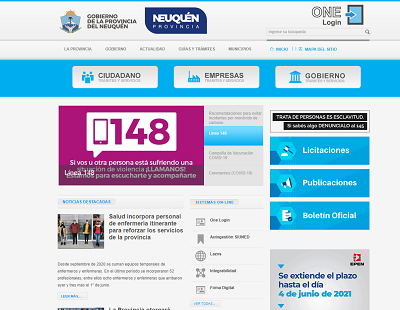 GOBIERNO
DE LA PROVINCIA
DEL NEUQUÉN
NEUQUÉN
PROVINCIA
ONE
Login
Ingrese su búsqueda
LA PROVINCIA
GOBIERNO
ACTUALIDAD
GUÍAS Y TRÁMITES
MUNICIPIOS
INICIO
MAPA DEL SITIO
CIUDADANO
TRÁMITES Y SERVICIOS
EMPRESAS
TRÁMITES Y SERVICIOS
GOBIERNO
TRÁMITES Y SERVICIOS
148
Si vos u otra persona está sufriendo una
situación de violencia ¡LLAMANOS!
Línea 148
Estamos para escucharte y acompañarte
Recomendaciones para evitar
incidentes por monóxido de
carbono
Línea 148
Campaña de Vacunación
COVID-19
Coronavirus (COVID-19)
TRATA DE PERSONAS ES ESCLAVITUD.
Si sabés algo DENUNCIALO al 145
Licitaciones
Publicaciones
Boletín Oficial
NOTICIAS DESTACADAS
Salud incorpora personal
de enfermería itinerante
para reforzar los servicios
de la provincia
Desde septiembre de 2020 se suman equipos temporales de
enfermeros y enfermeras. En el último período se incorporaron 52
profesionales, entre ellos ocho enfermeros y enfermeras que arribaron
ayer y tres más el 1° de junio.
LEER MÁS...
La Provincia otorgará
SISTEMAS ON-LINE
One Login
Autogestión SIUNED
Lazos
Integrabilidad
Firma Digital
VER TODAS...
EPEN
Se extiende el plazo
hasta el día
4 de junio de 2021